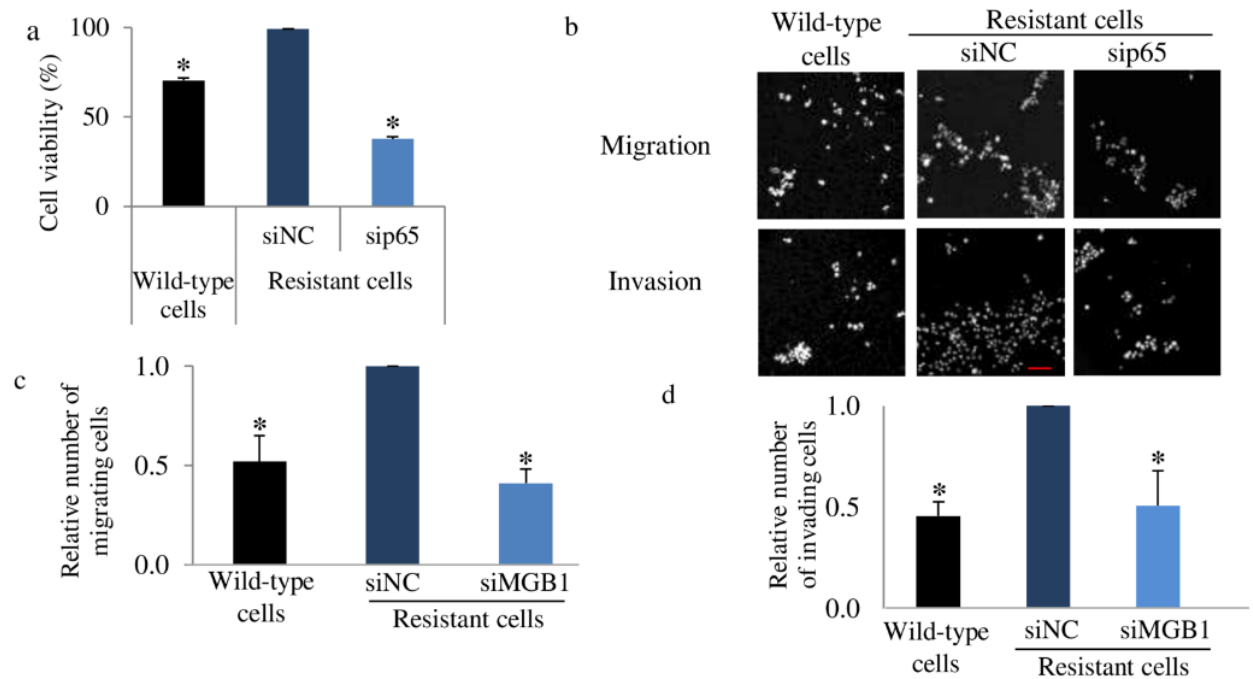 a
Cell viability (%)
100
50
0
*
*
siNC
sip65
Wild-type
cells
Resistant cells
b
Wild-type
cells
Resistant cells
siNC
sip65
Migration
Invasion
c
Relative number of
migrating cells
1.0
0.5
0.0
*
*
Wild-type
cells
siNC
siMGB1
Resistant cells
d
Relative number
of invading cells
1.0
0.5
0.0
*
*
Wild-type
cells
siNC
siMGB1
Resistant cells